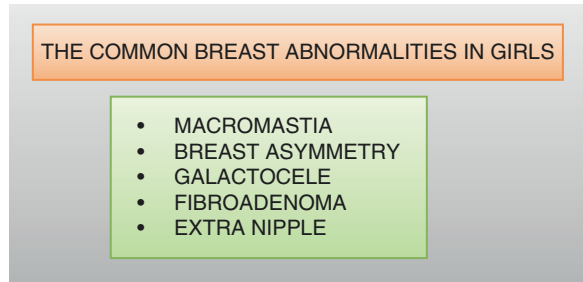 THE COMMON BREAST ABNORMALITIES IN GIRLS
• MACROMASTIA
• BREAST ASYMMETRY
• GALACTOCELE
• FIBROADENOMA
• EXTRA NIPPLE